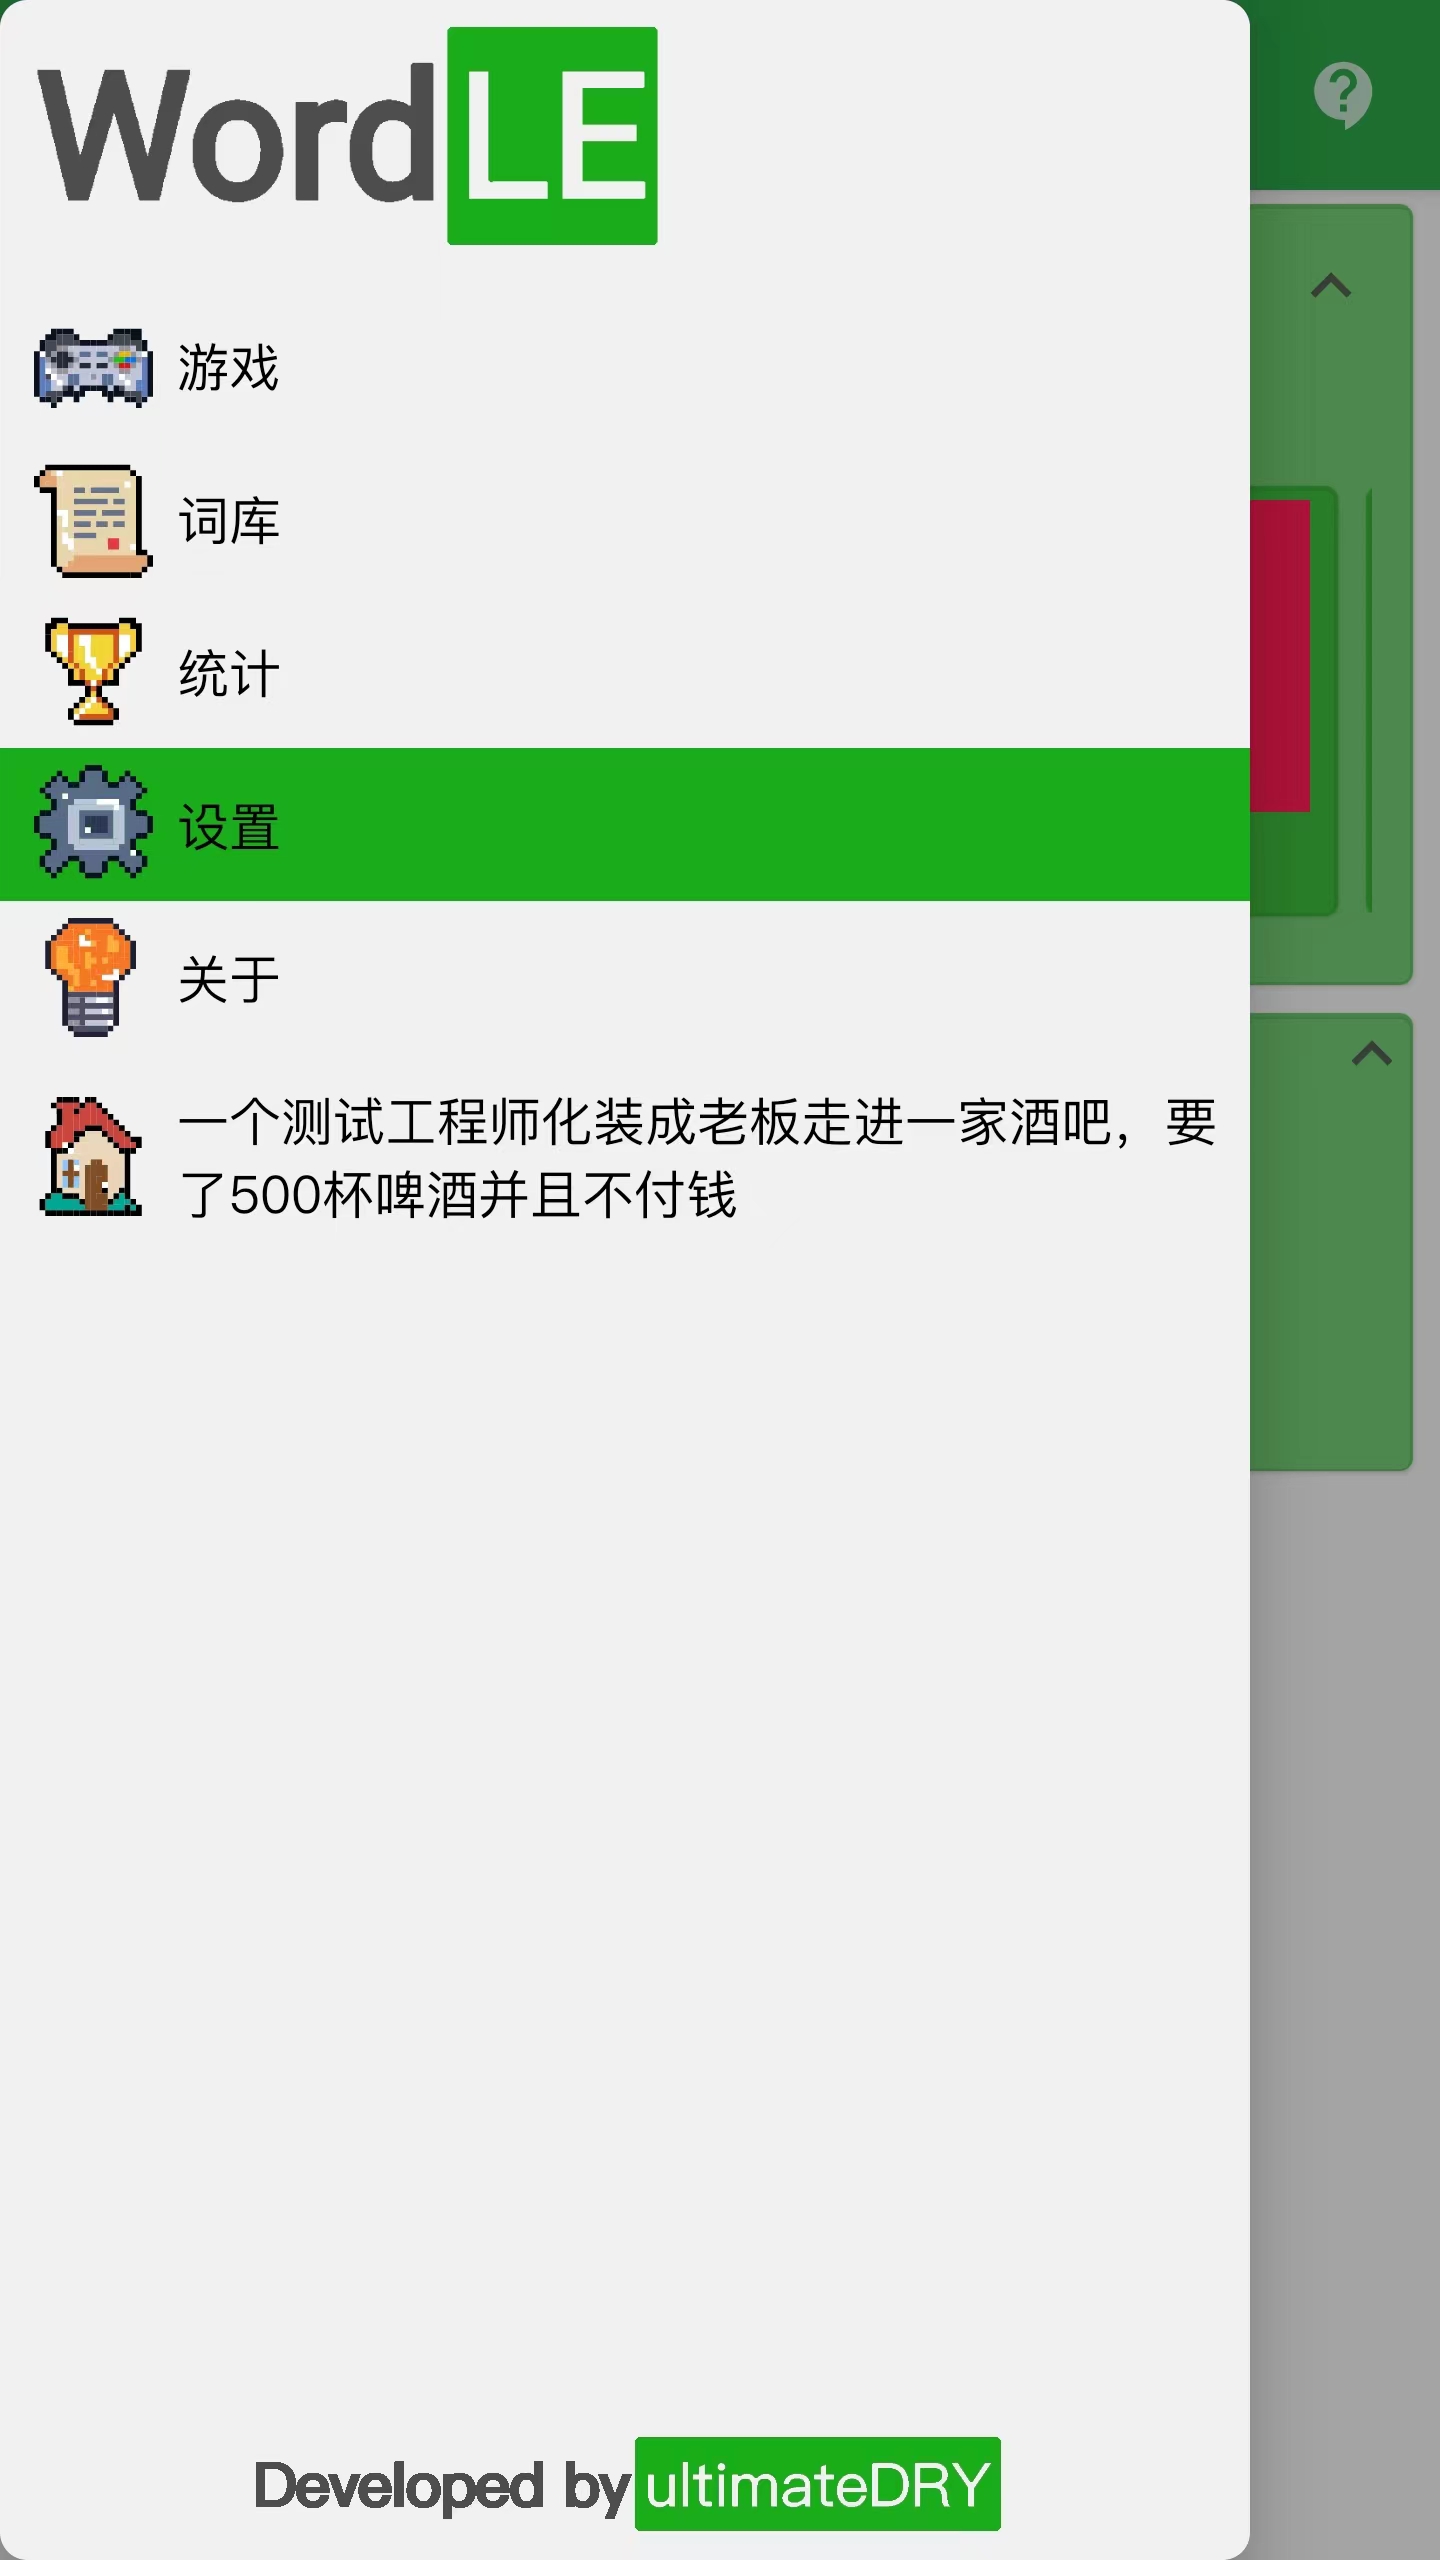 WordLE
游戏
词库
统计
设置
关于
一个测试工程师化装成老板走进一家酒吧，要
了500杯啤酒并且不付钱
Developed by ultimateDRY